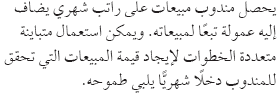 يحصل مندوب مبيعات على راتب شهري يضاف
إليه عمولة تبعًا لمبيعاته. ويمكن استعمال متباينة
متعددة الخطوات لإيجاد قيمة المبيعات التي تحقق
للمندوب دخلًا شهريًّا يلبي طموحه.